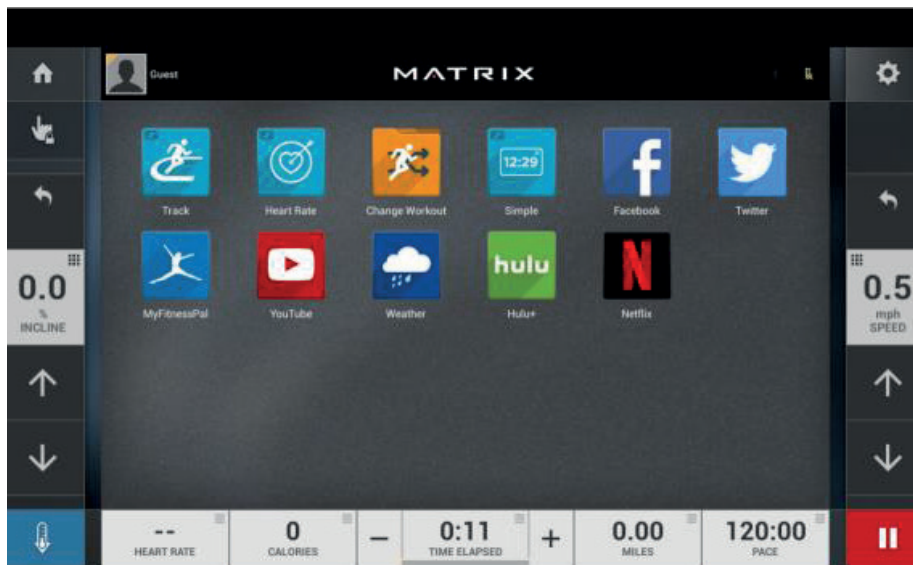 Guest
MATRIX
12:29
Track
Heart Rate
Change Workout
Simple
Facebook
Twitter
hulu
N
MyFitnessPal
YouTube
Weather
Hulu+
Netflix
0.0
%
INCLINE
0.5
mph
SPEED
--
HEART RATE
0
CALORIES
−
0:11
TIME ELAPSED
+
0.00
MILES
120:00
PACE